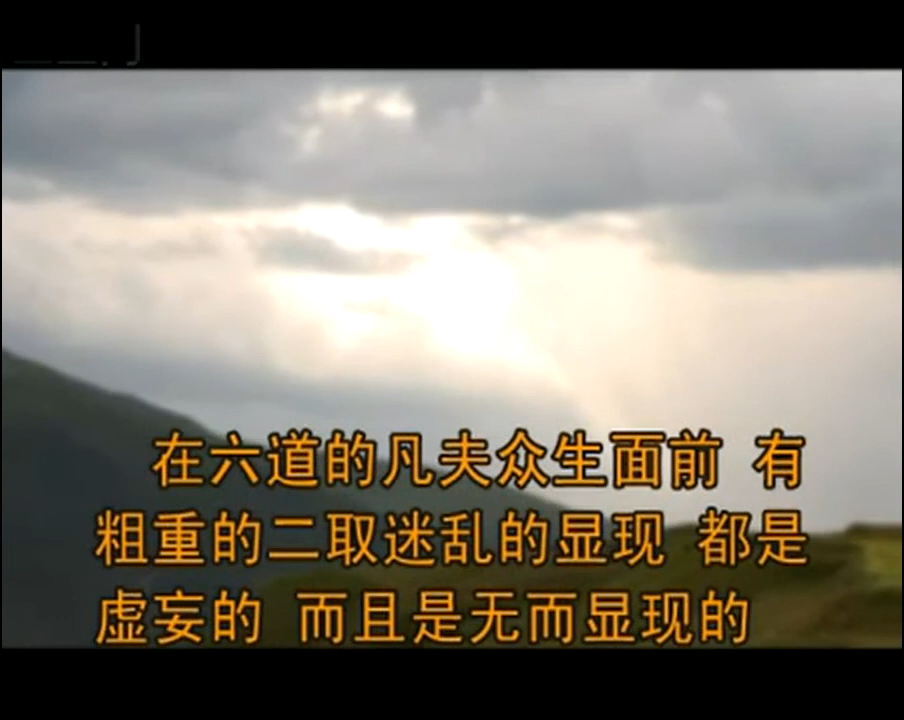 在六道的凡夫众生面前 有
粗重的二取迷乱的显现 都是
虚妄的 而且是无而显现的